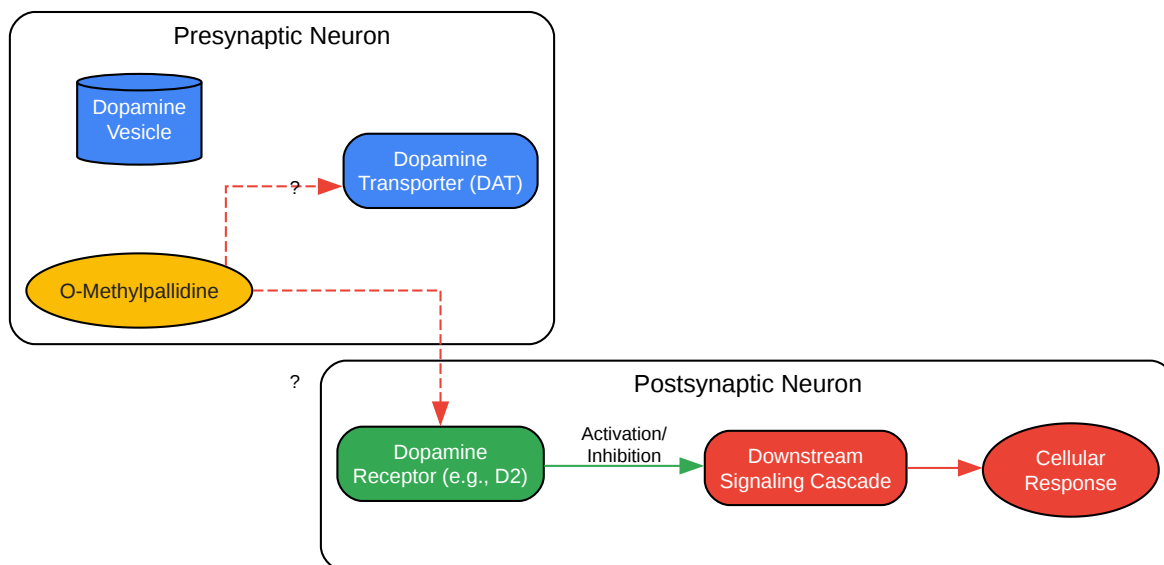 Presynaptic Neuron
Dopamine
Vesicle
Dopamine
Transporter (DAT)
?
O-Methylpallidine
?
Postsynaptic Neuron
Dopamine
Receptor (e.g., D2)
Activation/
Inhibition
Downstream
Signaling Cascade
Cellular
Response